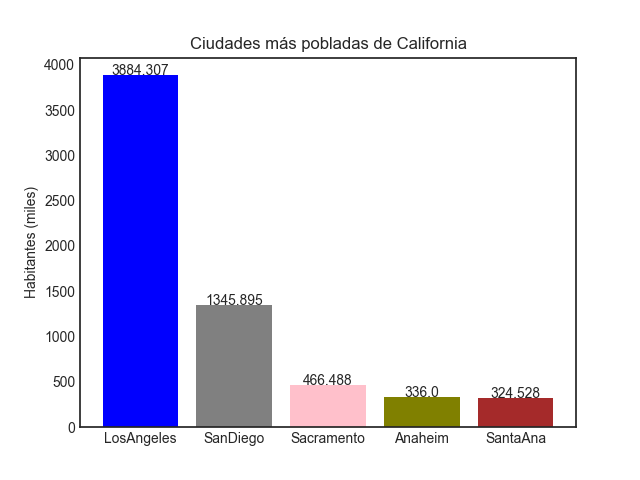 Ciudades más pobladas de California
Habitantes (miles)
4000
3500
3000
2500
2000
1500
1000
500
0
3884.307
1345.895
466.488
336.0
324.528
LosAngeles
SanDiego
Sacramento
Anaheim
SantaAna